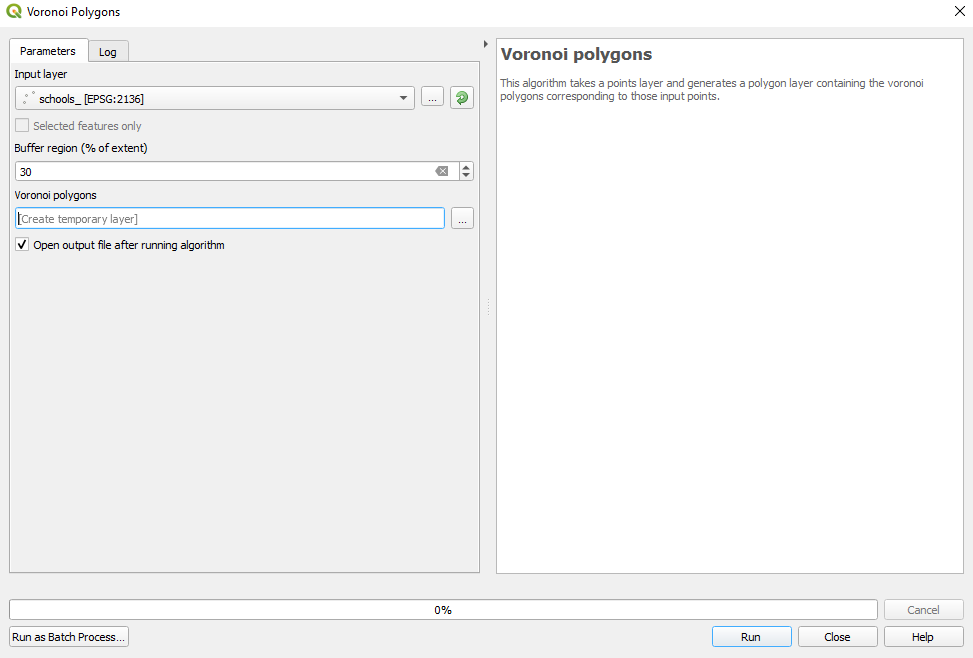 Voronoi Polygons
Parameters
Log
Input layer
schools_ [EPSG:2136]
...
Selected features only
Buffer region (% of extent)
30
Voronoi polygons
[Create temporary layer]
...
Open output file after running algorithm
Voronoi polygons
This algorithm takes a points layer and generates a polygon layer containing the voronoi
polygons corresponding to those input points.
0%
Cancel
Run as Batch Process...
Run
Close
Help